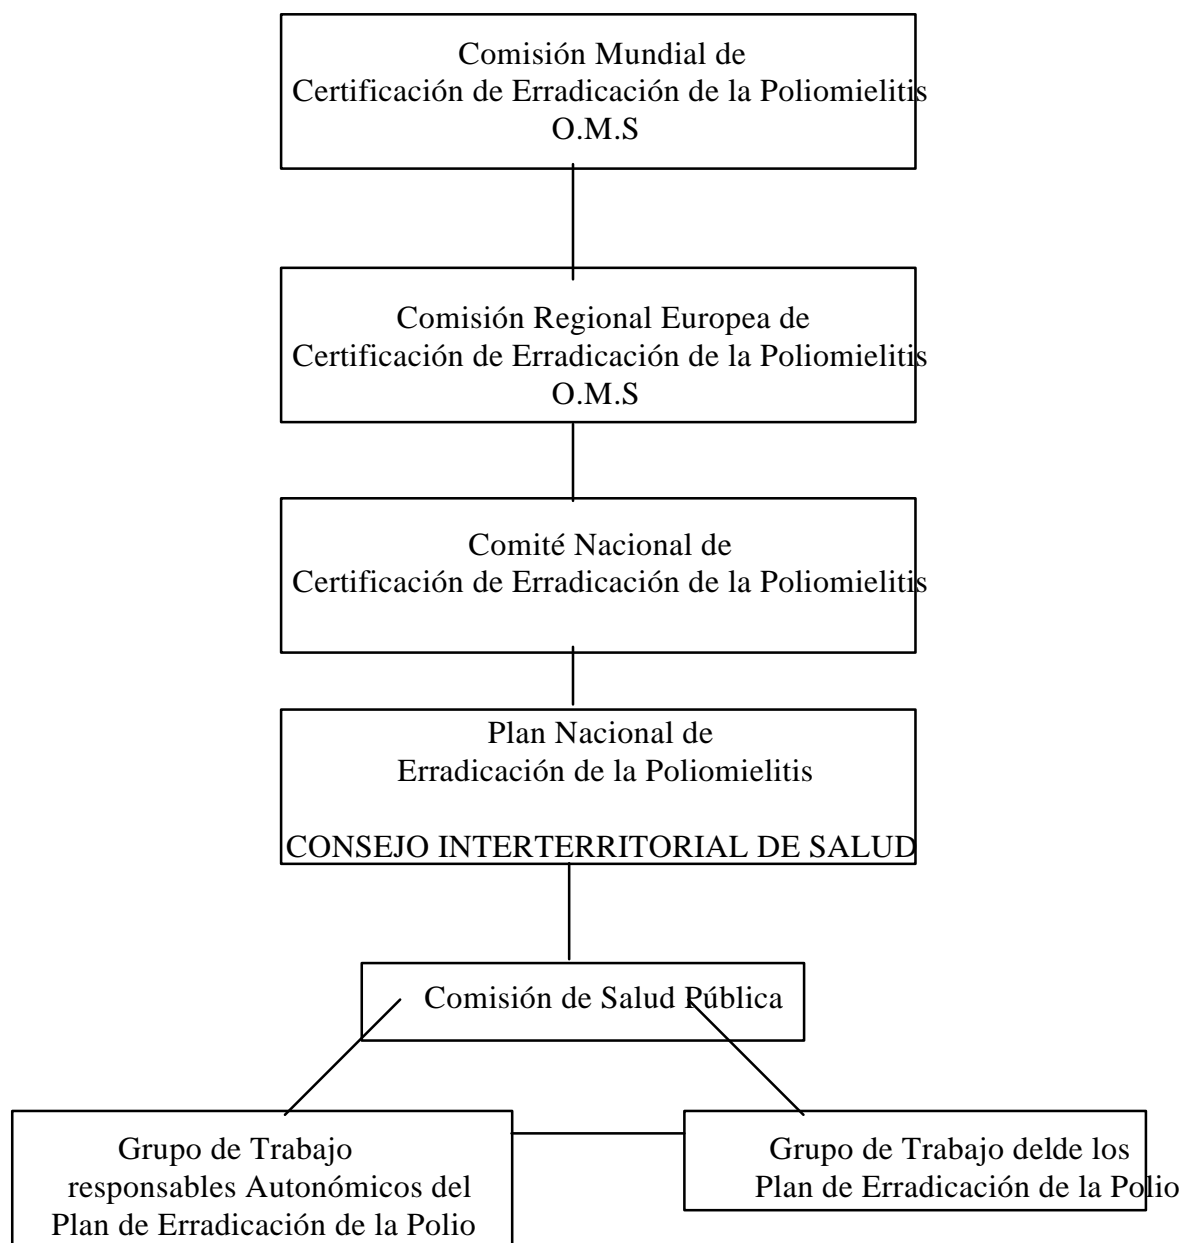 Comisión Mundial de
Certificación de Erradicación de la Poliomielitis
O.M.S
Comisión Regional Europea de
Certificación de Erradicación de la Poliomielitis
O.M.S
Comité Nacional de
Certificación de Erradicación de la Poliomielitis
Plan Nacional de
Erradicación de la Poliomielitis
CONSEJO INTERTERRITORIAL DE SALUD
Comisión de Salud Pública
Grupo de Trabajo
responsables Autonómicos del
Plan de Erradicación de la Polio
Grupo de Trabajo delde los
Plan de Erradicación de la Polio